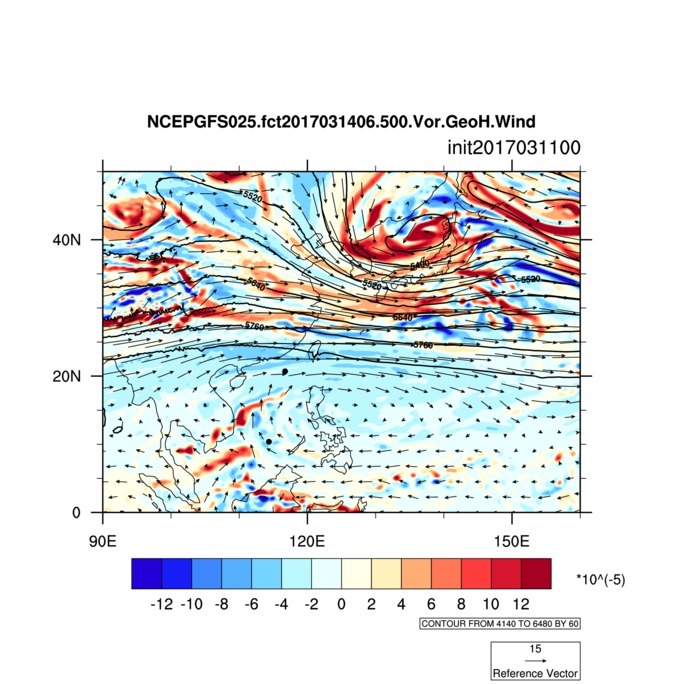 NCEPGFS025.fct2017031406.500.Vor.GeoH.Wind
init2017031100
5520
40N
5400
5640
5520
5520
5640
5760
5760
20N
0
90E 120E 150E
-12 -10 -8 -6 -4 -2 0 2 4 6 8 10 12
*10^(-5)
CONTOUR FROM 4140 TO 6480 BY 60
15
Reference Vector